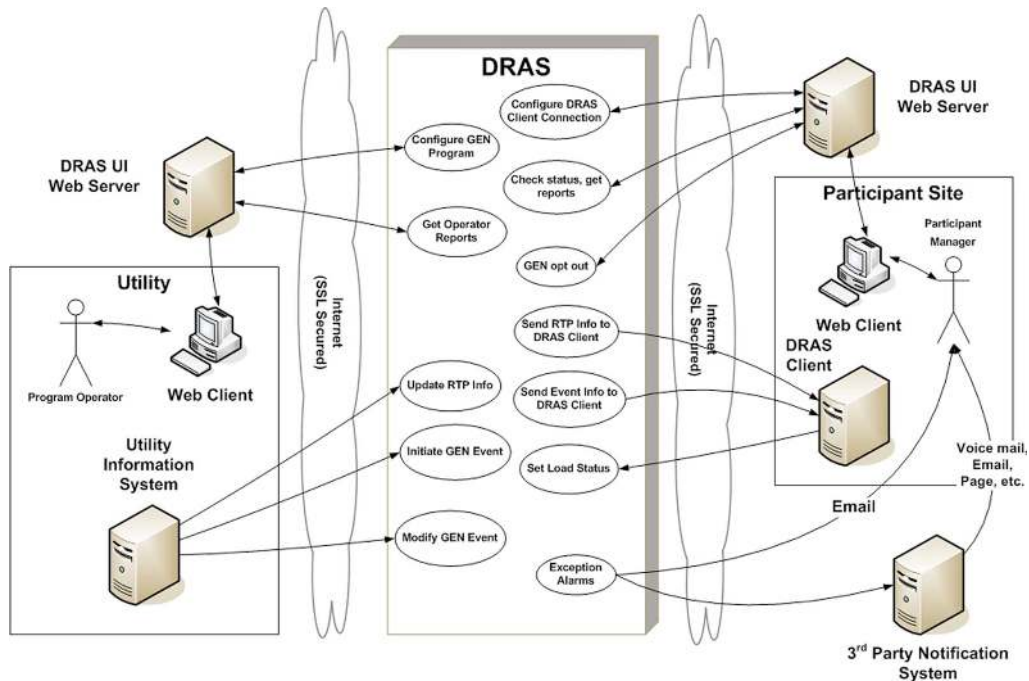 DRAS
DRAS UI
Web Server
Configure DRAS
Client Connection
Configure GEN
Program
DRAS UI
Web Server
Check status, get
reports
Participant Site
Get Operator
Reports
Participant
Manager
GEN opt out
Utility
Internet
(SSL Secured)
Internet
(SSL Secured)
Send RTP Info to
DRAS Client
Web Client
DRAS
Client
Program Operator
Web Client
Update RTP Info
Send Event Info to
DRAS Client
Utility
Information
System
Initiate GEN Event
Set Load Status
Voice mail,
Email,
Page, etc.
Email
Modify GEN Event
Exception
Alarms
3rd Party Notification
System